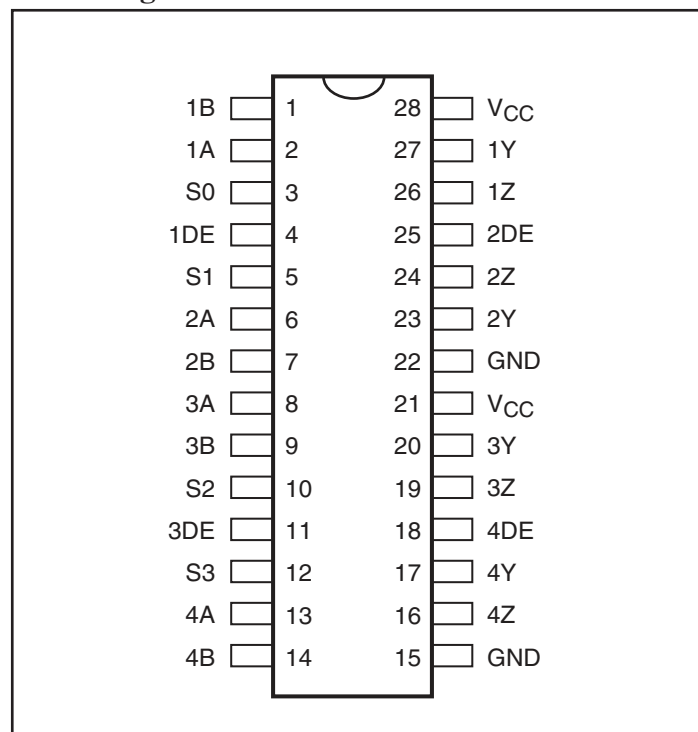 1B 1 28 VCC
1A 2 27 1Y
S0 3 26 1Z
1DE 4 25 2DE
S1 5 24 2Z
2A 6 23 2Y
2B 7 22 GND
3A 8 21 VCC
3B 9 20 3Y
S2 10 19 3Z
3DE 11 18 4DE
S3 12 17 4Y
4A 13 16 4Z
4B 14 15 GND